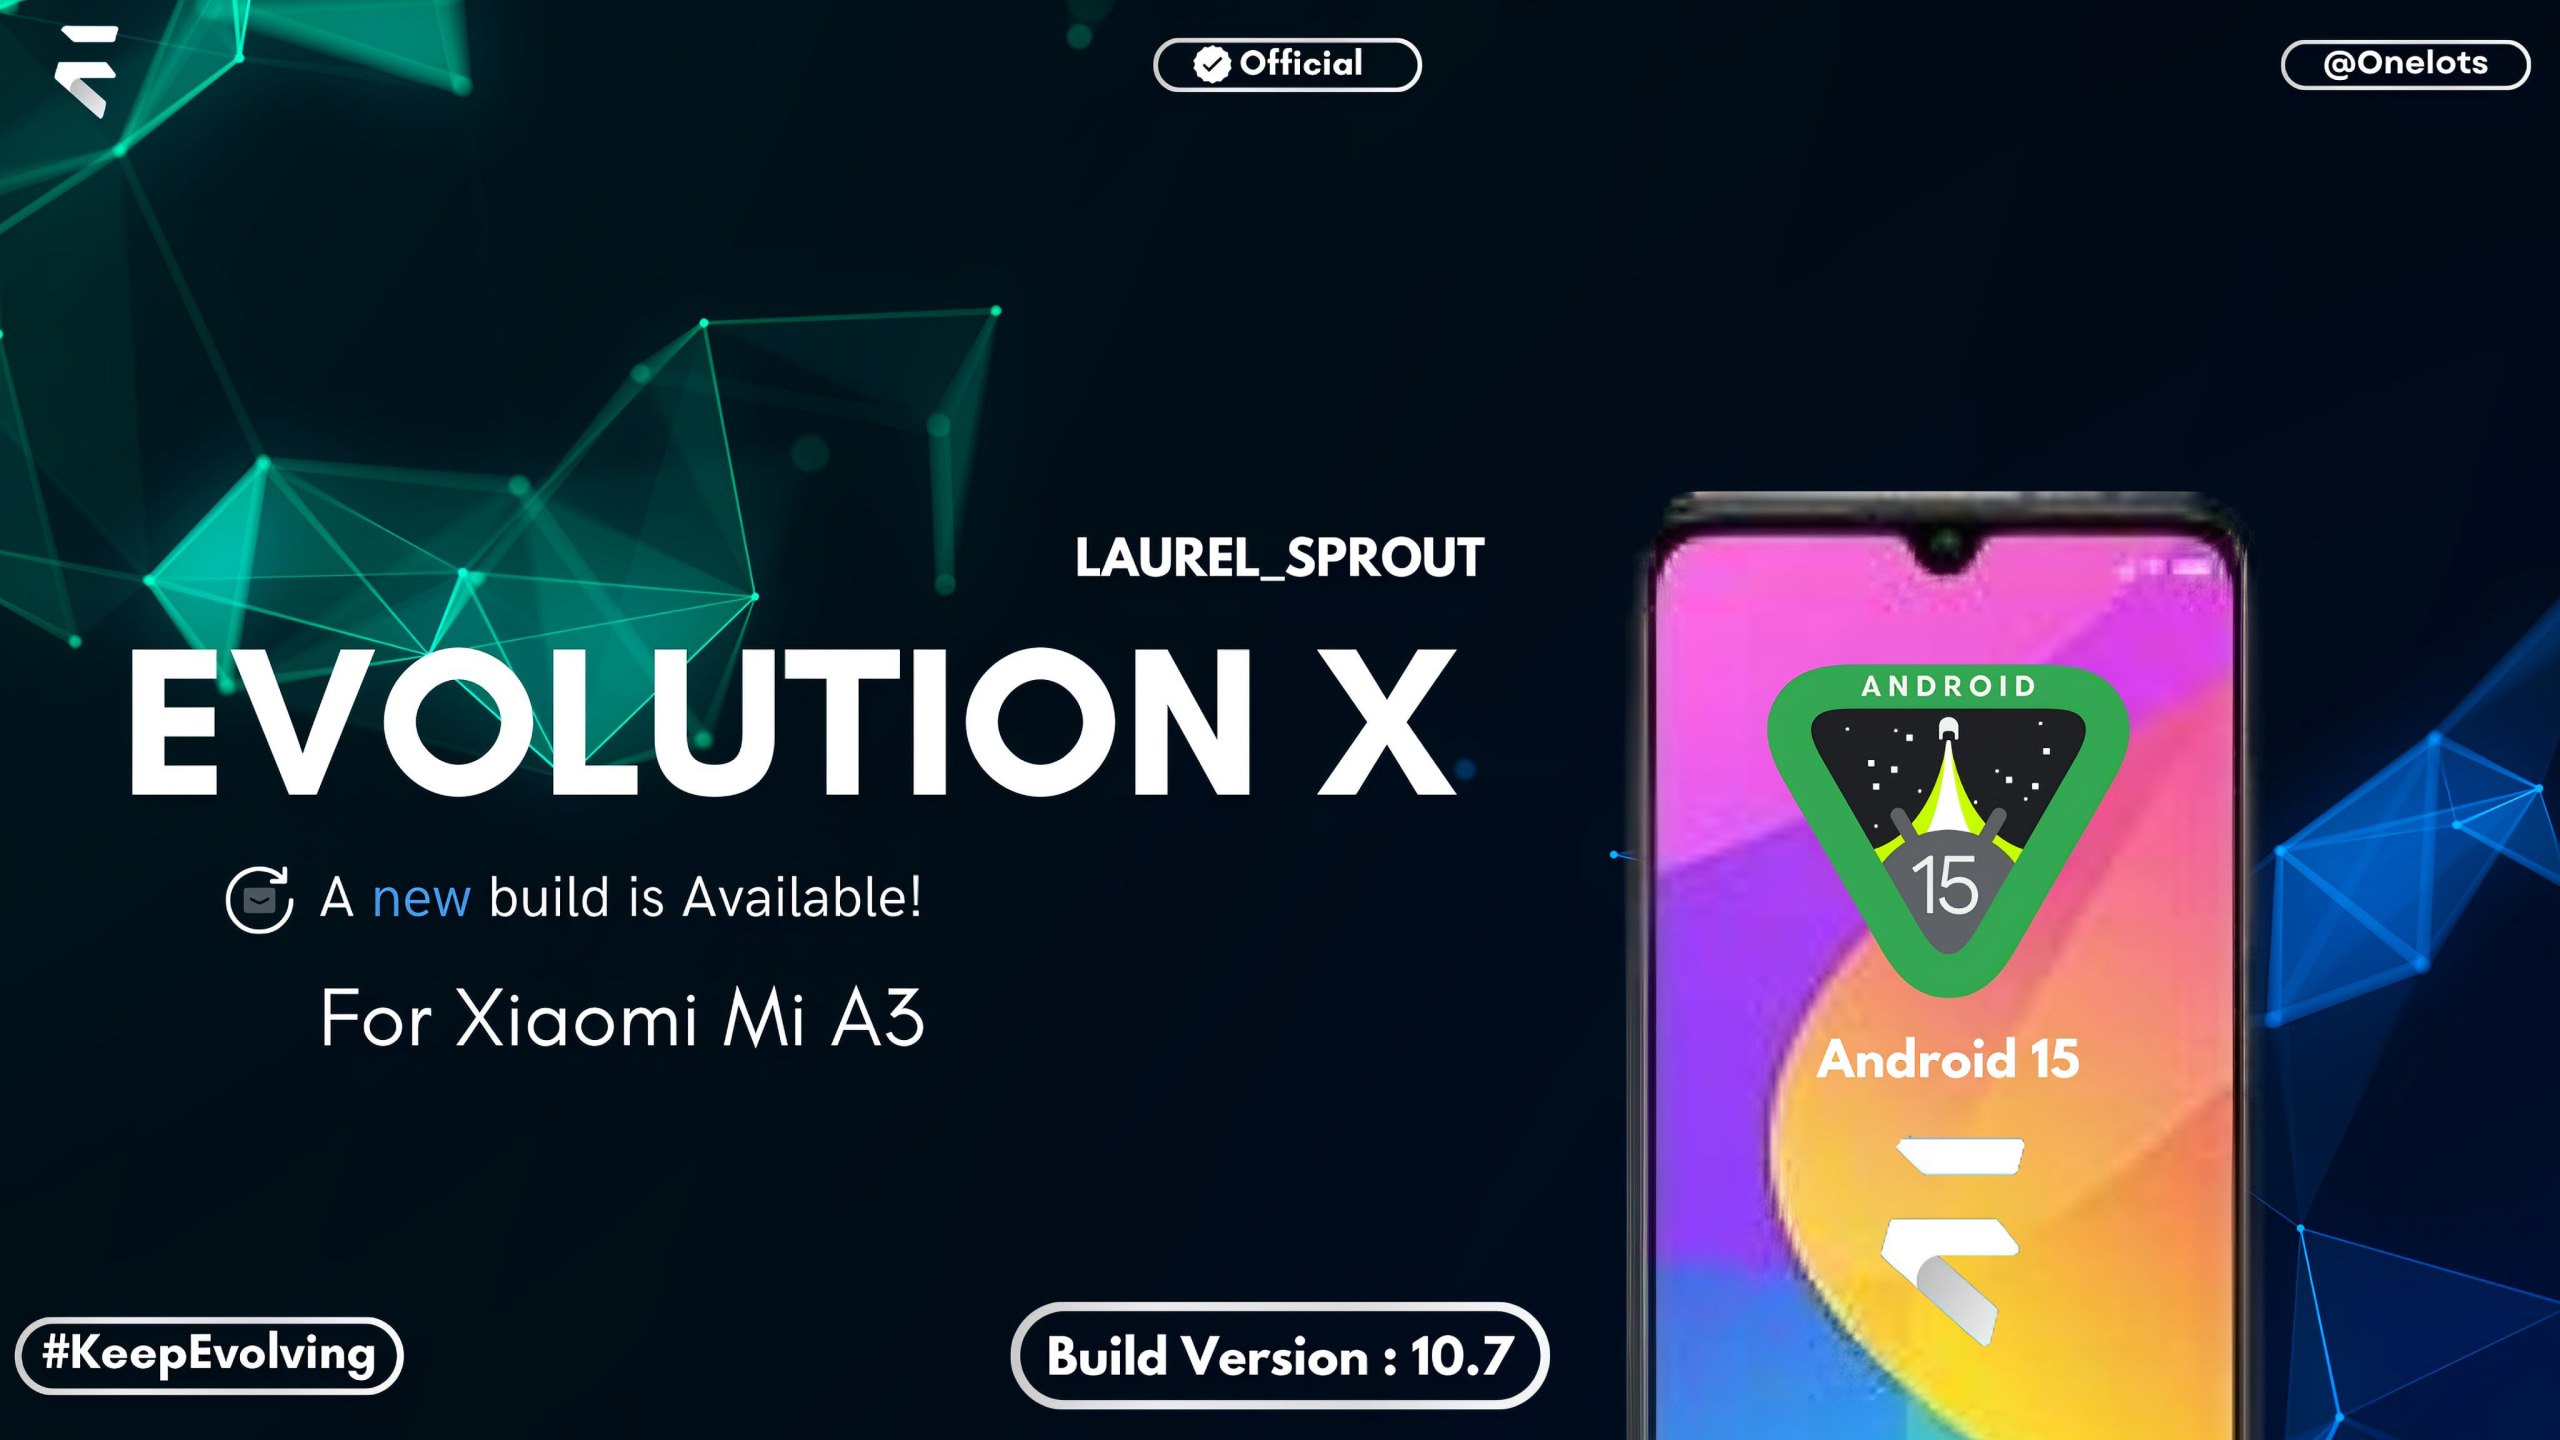 Official
@Onelots
LAUREL_SPROUT
EVOLUTION X
A new build is Available!
For Xiaomi Mi A3
ANDROID
15
Android 15
#KeepEvolving
Build Version : 10.7